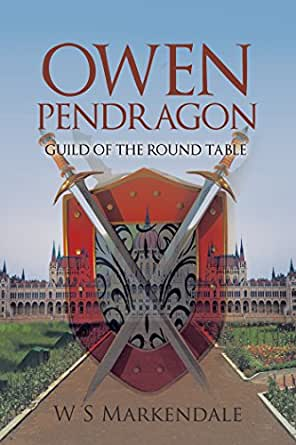 OWEN
PENDRAGON
GUILD OF THE ROUND TABLE
W S MARKENDALE